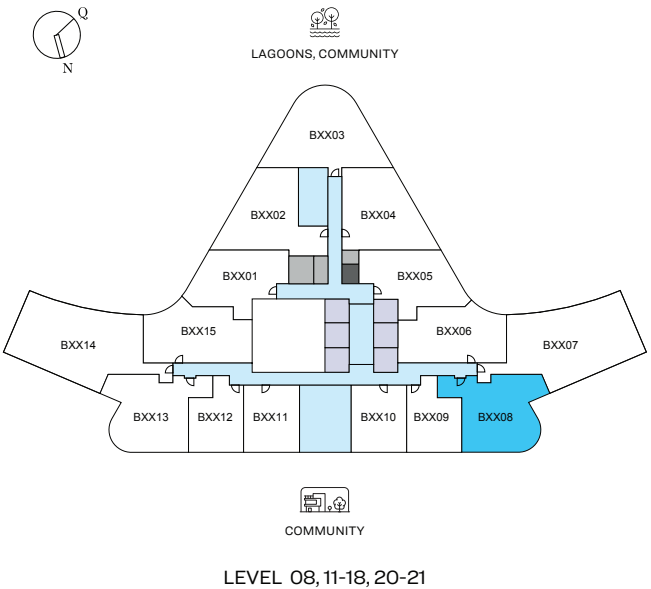 Q
N
LAGOONS, COMMUNITY
BXX03
BXX02
BXX04
BXX01
BXX05
BXX15
BXX06
BXX14
BXX07
BXX13
BXX12
BXX11
BXX10
BXX09
BXX08
COMMUNITY
LEVEL 08, 11-18, 20-21